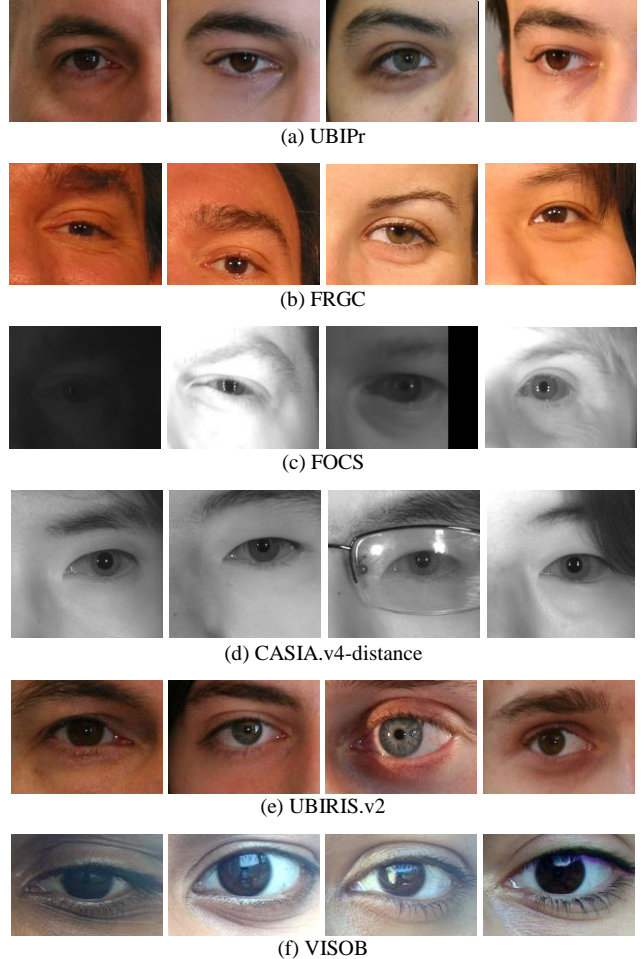 (a) UBIPr
(b) FRGC
(c) FOCS
(d) CASIA.v4-distance
(e) UBIRIS.v2
(f) VISOB